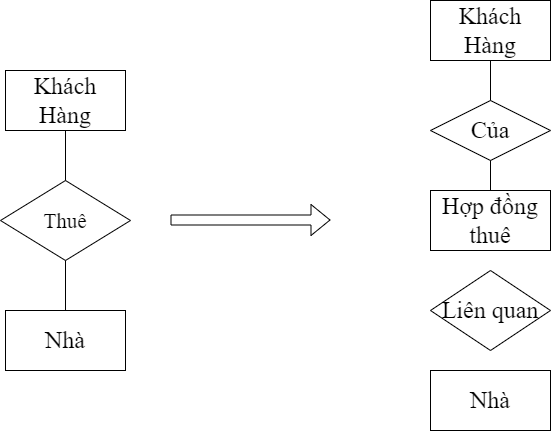 Khách
Hàng
Thuê
Nhà
Khách
Hàng
Của
Hợp đồng
thuê
Liên quan
Nhà